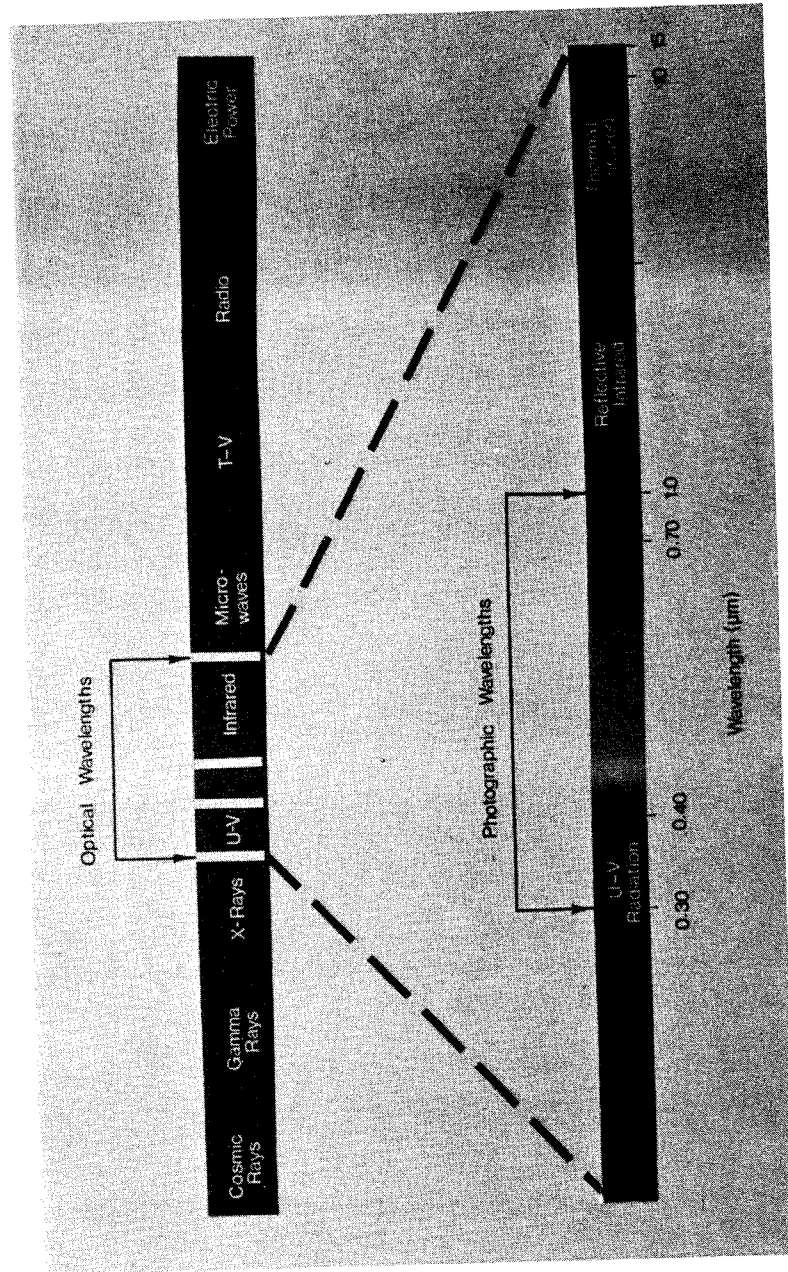 Optical Wavelengths
Cosmic
Rays
Gamma
Rays
X-Rays
U-V
Infrared
Micro-
waves
T-V
Radio
Electric
Power
Photographic Wavelengths
U-V
Radiation
Reflective
Infrared
Thermal
0.30
0.40
0.70
1.0
10
15
Wavelength (µm)